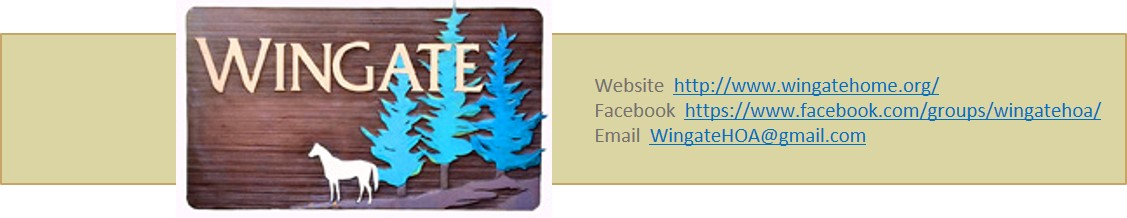 WINGATE
Website http://www.wingatehome.org/
Facebook https://www.facebook.com/groups/wingatehoa/
Email WingateHOA@gmail.com